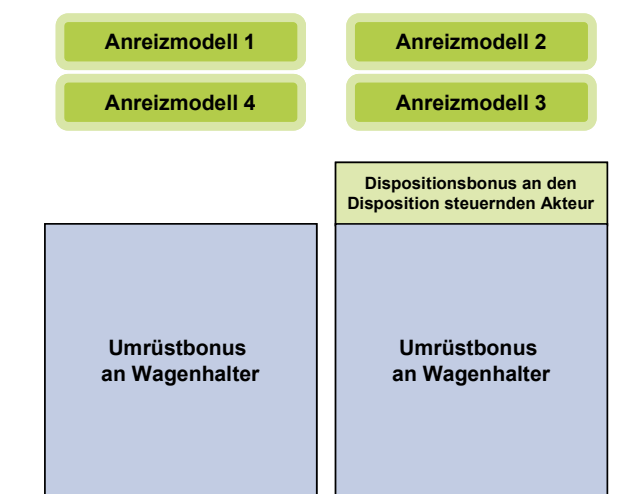 Anreizmodell 1
Anreizmodell 2
Anreizmodell 4
Anreizmodell 3
Dispositionsbonus an den
Disposition steuernden Akteur
Umrüstbonus
an Wagenhalter
Umrüstbonus
an Wagenhalter